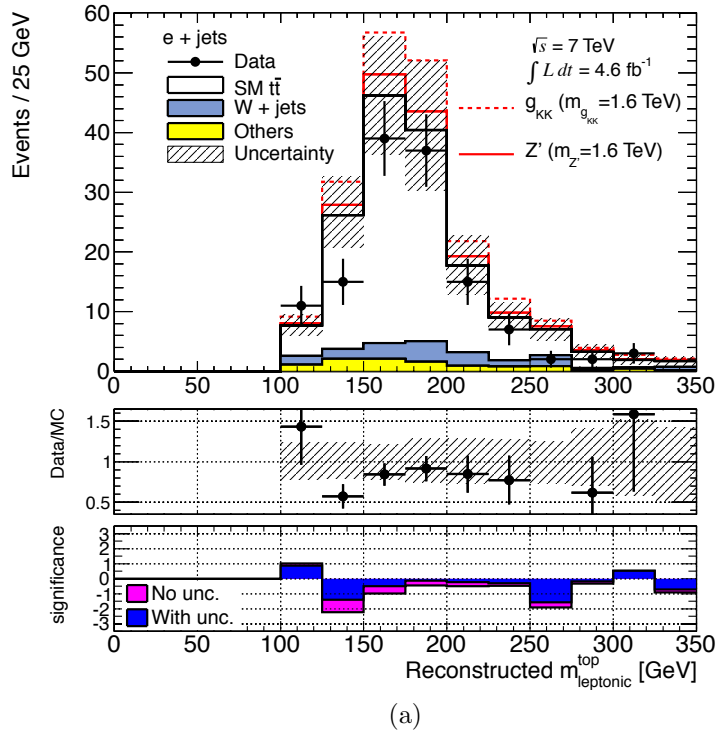 Events / 25 GeV
60
50
40
30
20
10
0
e + jets
Data
SM tt̄
W + jets
Others
Uncertainty
√s = 7 TeV
∫ L dt = 4.6 fb⁻¹
g_KK (m_g_KK =1.6 TeV)
Z' (m_Z' =1.6 TeV)
0 50 100 150 200 250 300 350
Data/MC
1.5
1
0.5
significance
3
2
1
0
-1
-2
-3
No unc.
With unc.
0 50 100 150 200 250 300 350
Reconstructed m^top_leptonic [GeV]
(a)